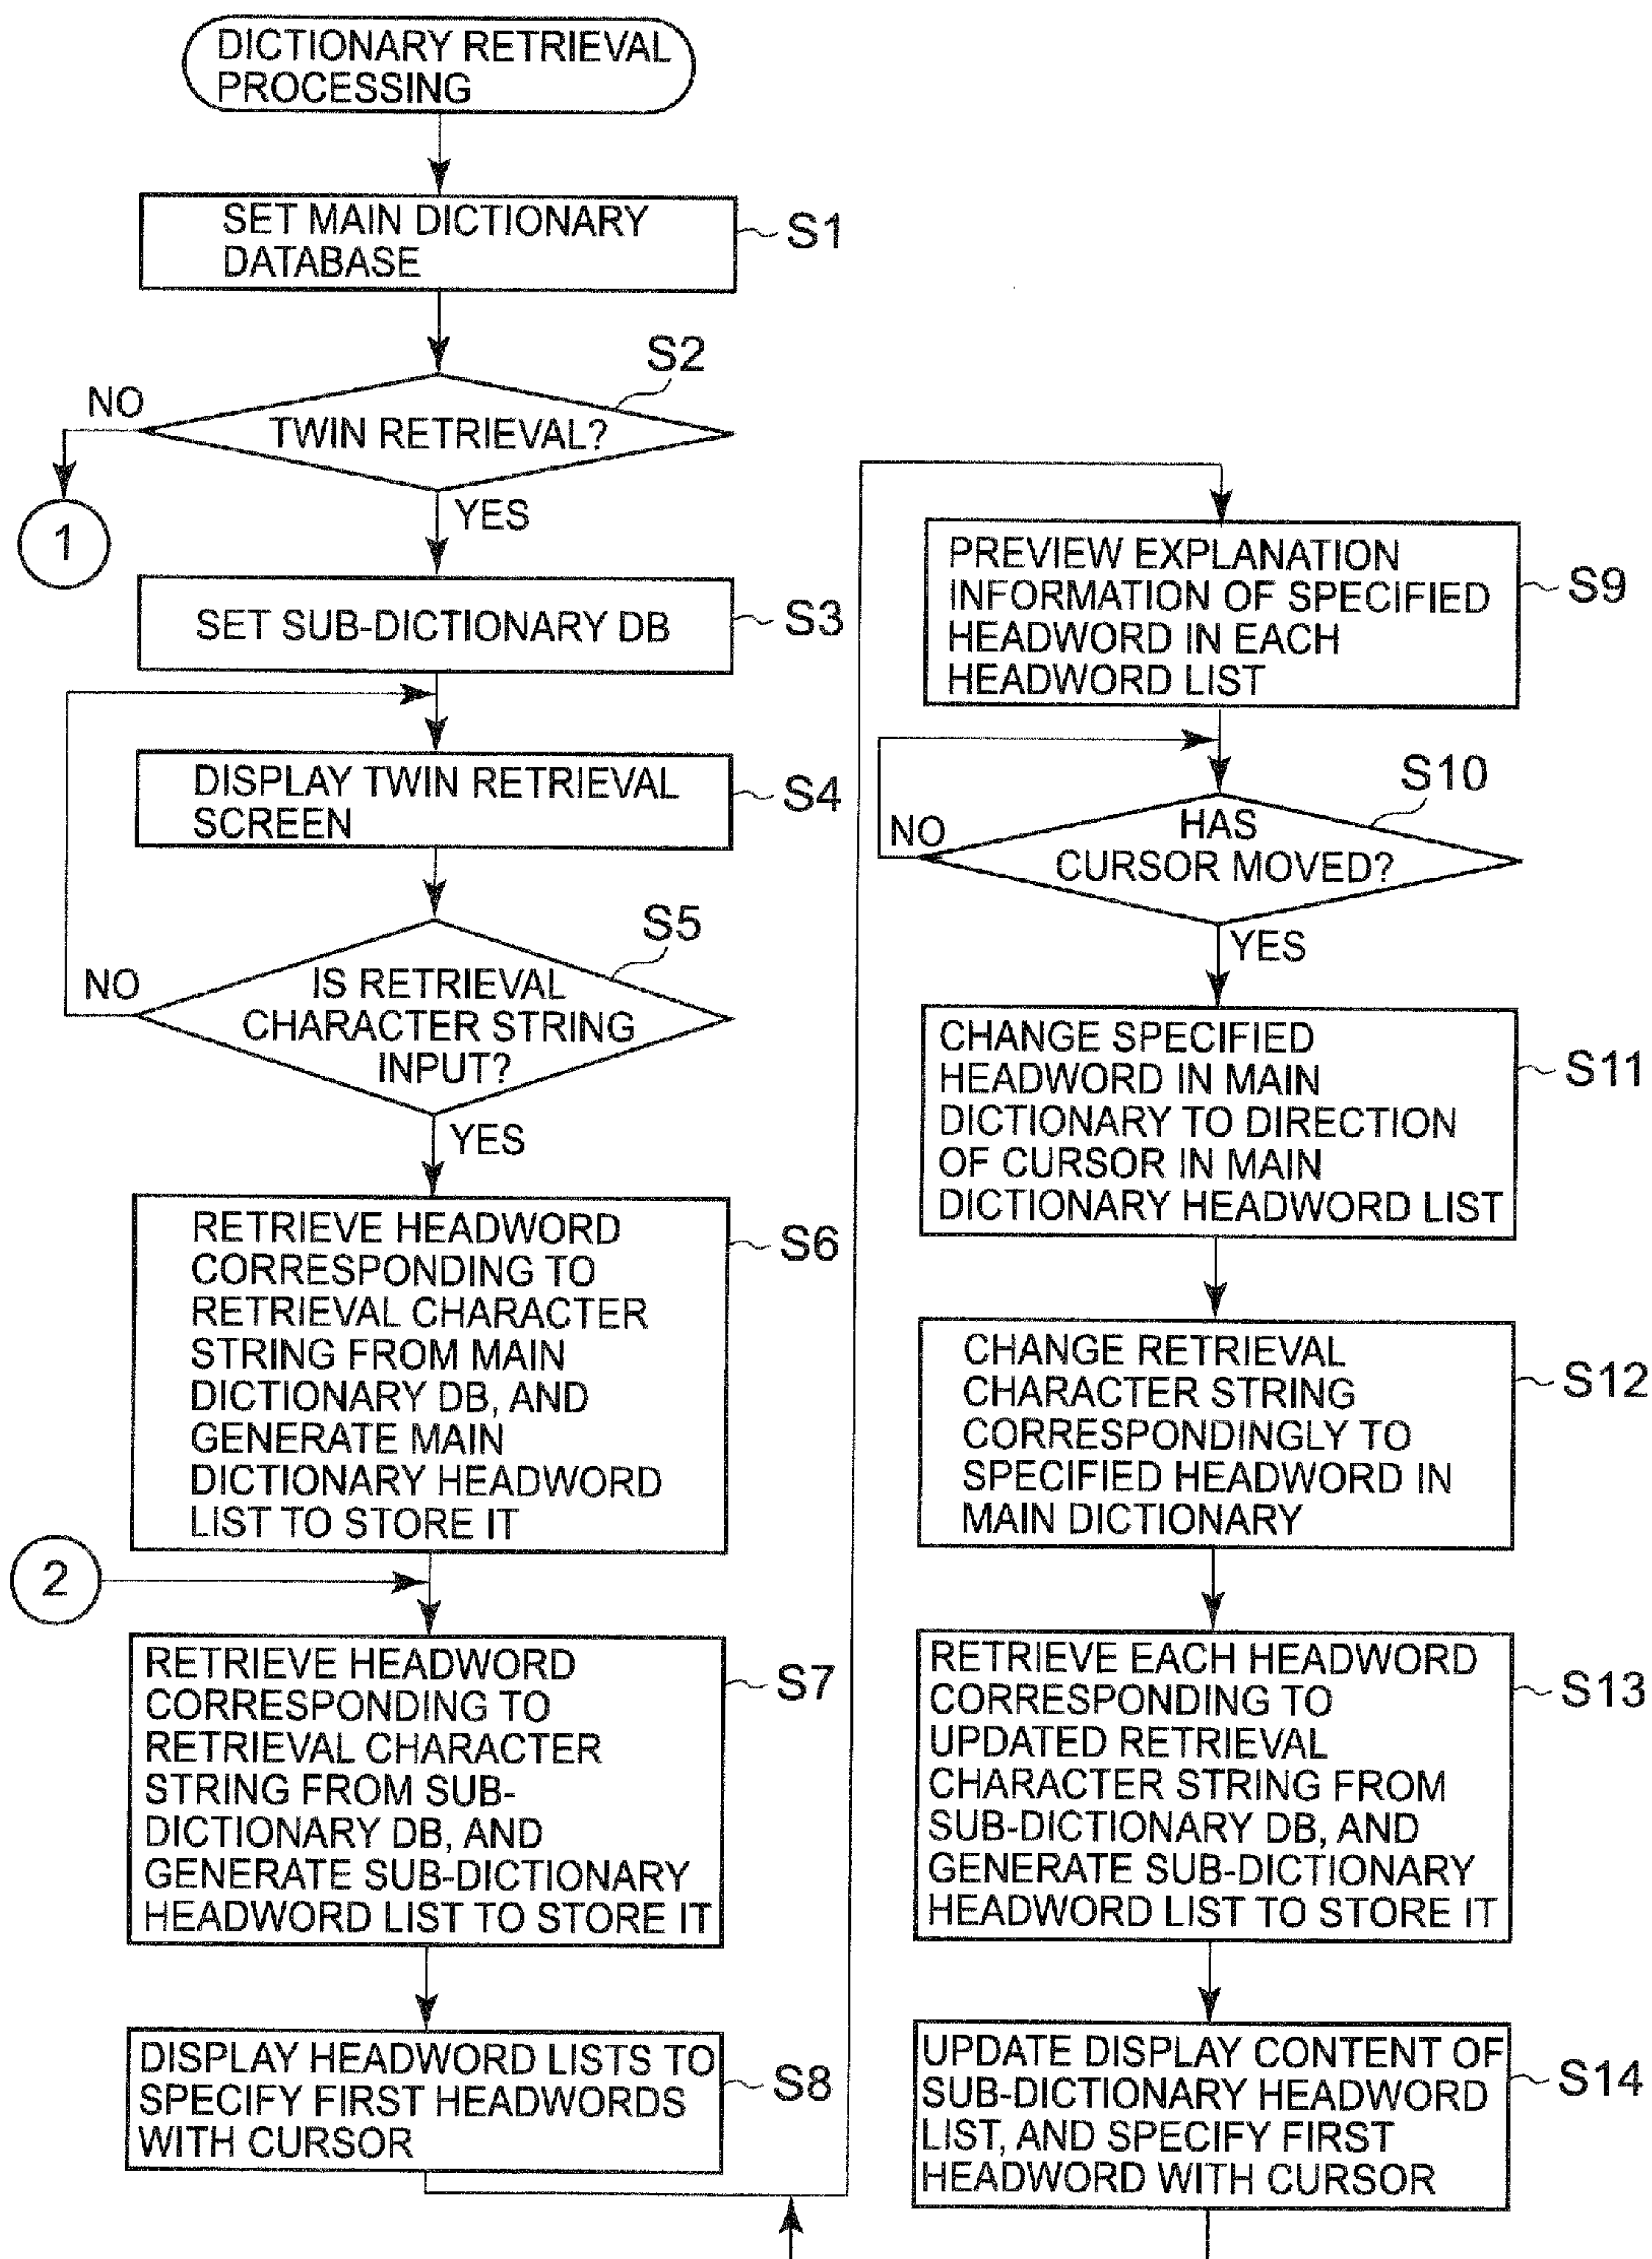 DICTIONARY RETRIEVAL
PROCESSING
SET MAIN DICTIONARY
DATABASE
S1
S2
NO
TWIN RETRIEVAL?
1
YES
SET SUB-DICTIONARY DB
S3
DISPLAY TWIN RETRIEVAL
SCREEN
S4
S5
NO
IS RETRIEVAL
CHARACTER STRING
INPUT?
YES
RETRIEVE HEADWORD
CORRESPONDING TO
RETRIEVAL CHARACTER
STRING FROM MAIN
DICTIONARY DB, AND
GENERATE MAIN
DICTIONARY HEADWORD
LIST TO STORE IT
S6
2
RETRIEVE HEADWORD
CORRESPONDING TO
RETRIEVAL CHARACTER
STRING FROM SUB-
DICTIONARY DB, AND
GENERATE SUB-DICTIONARY
HEADWORD LIST TO STORE IT
S7
DISPLAY HEADWORD LISTS TO
SPECIFY FIRST HEADWORDS
WITH CURSOR
S8
PREVIEW EXPLANATION
INFORMATION OF SPECIFIED
HEADWORD IN EACH
HEADWORD LIST
S9
S10
NO
HAS
CURSOR MOVED?
YES
CHANGE SPECIFIED
HEADWORD IN MAIN
DICTIONARY TO DIRECTION
OF CURSOR IN MAIN
DICTIONARY HEADWORD LIST
S11
CHANGE RETRIEVAL
CHARACTER STRING
CORRESPONDINGLY TO
SPECIFIED HEADWORD IN
MAIN DICTIONARY
S12
RETRIEVE EACH HEADWORD
CORRESPONDING TO
UPDATED RETRIEVAL
CHARACTER STRING FROM
SUB-DICTIONARY DB, AND
GENERATE SUB-DICTIONARY
HEADWORD LIST TO STORE IT
S13
UPDATE DISPLAY CONTENT OF
SUB-DICTIONARY HEADWORD
LIST, AND SPECIFY FIRST
HEADWORD WITH CURSOR
S14